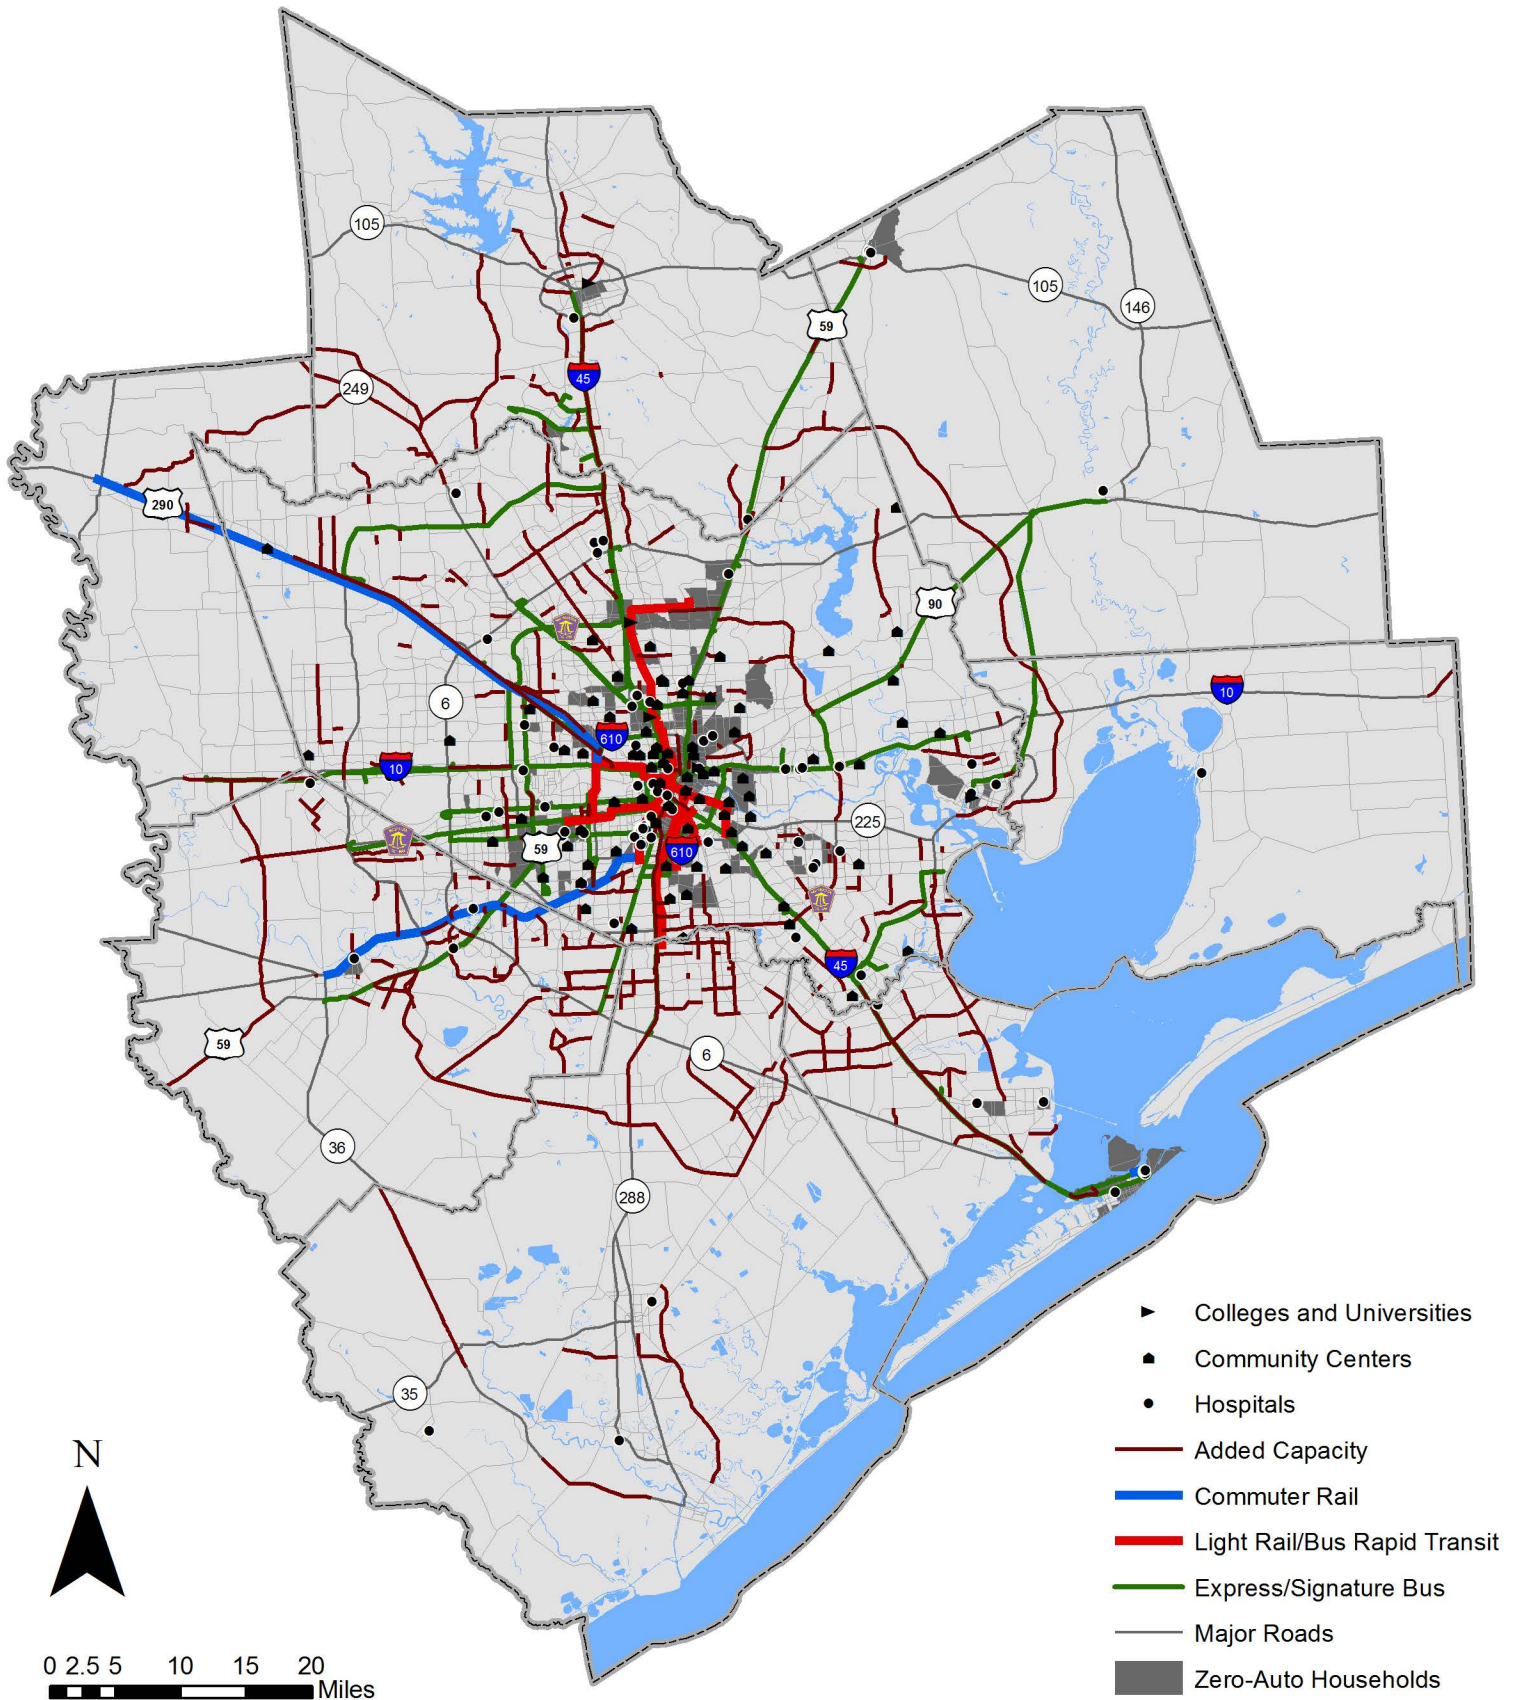 105
59
105
146
45
249
290
90
10
6
610
10
225
59
610
45
59
6
36
288
35
Colleges and Universities
Community Centers
Hospitals
Added Capacity
Commuter Rail
Light Rail/Bus Rapid Transit
Express/Signature Bus
Major Roads
Zero-Auto Households
N
0 2.5 5 10 15 20
Miles